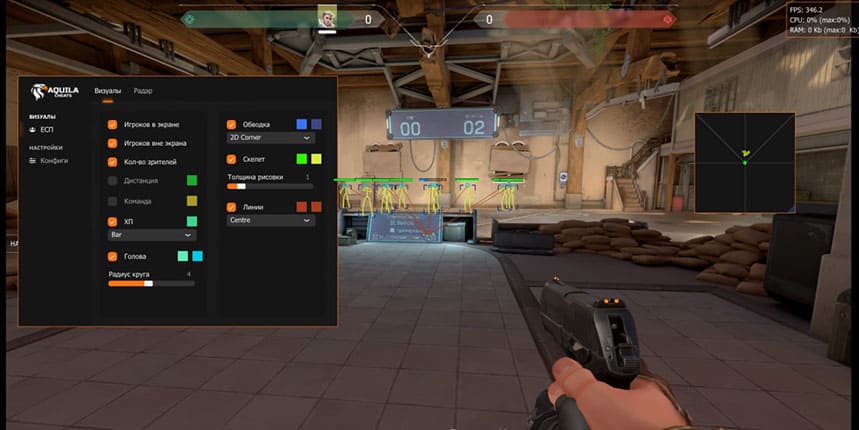 FPS: 346.2
CPU: 0% (max:0%)
RAM: 0 Kb (max:0 Kb)
0
0
00
02
AQUILA
CHEATS
Визуалы
Радар
ВИЗУАЛЫ
ЕСП
НАСТРОЙКИ
Конфиги
Игроков в экране
Игроков вне экрана
Кол-во зрителей
Дистанция
Команда
ХП
Bar
Голова
Радиус круга 4
Обводка
2D Corner
Скелет
Толщина рисовки 1
Линии
Centre